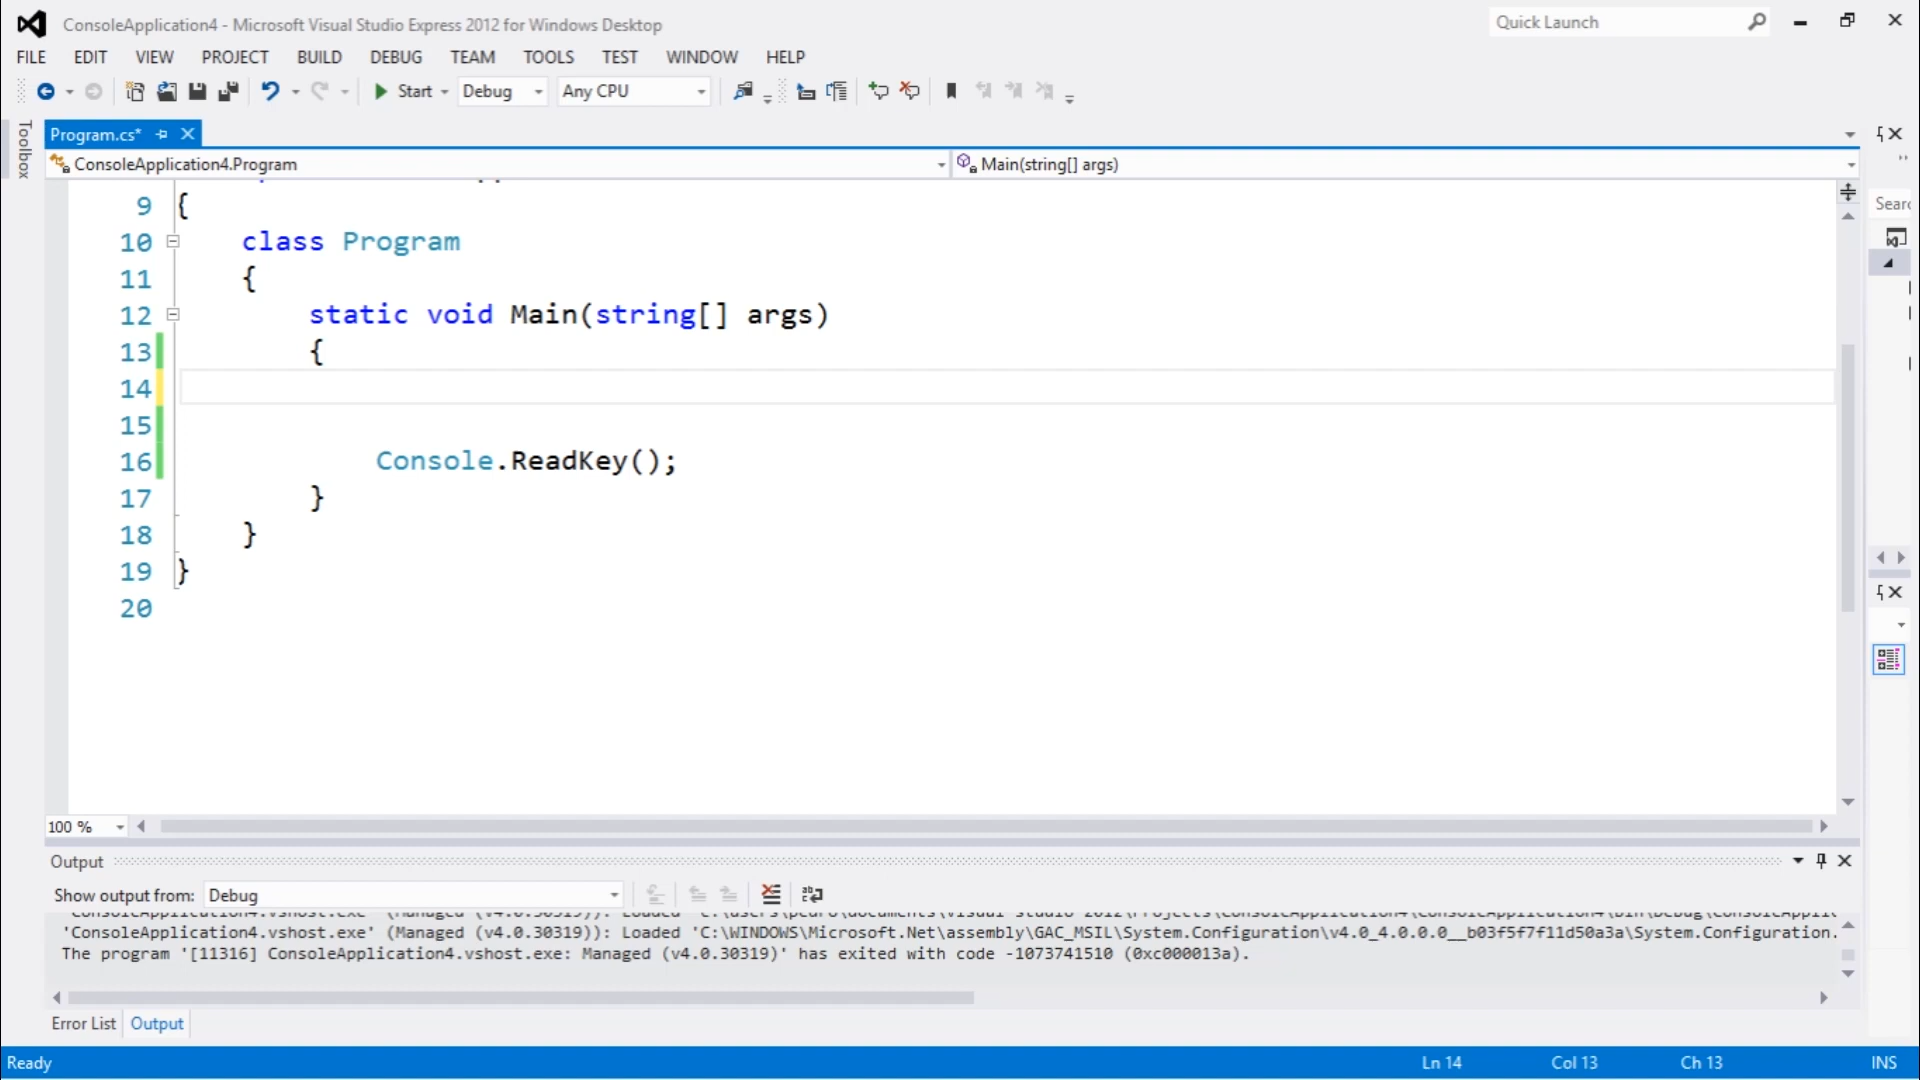 ConsoleApplication4 - Microsoft Visual Studio Express 2012 for Windows Desktop
Quick Launch
FILE EDIT VIEW PROJECT BUILD DEBUG TEAM TOOLS TEST WINDOW HELP
Start Debug Any CPU
Toolbox
Program.cs*
ConsoleApplication4.Program
Main(string[] args)
9 {
10 class Program
11 {
12 static void Main(string[] args)
13 {
14
15
16 Console.ReadKey();
17 }
18 }
19 }
20
100 %
Output
Show output from: Debug
'ConsoleApplication4.vshost.exe' (Managed (v4.0.30319)): Loaded 'C:\WINDOWS\Microsoft.Net\assembly\GAC_MSIL\System.Configuration\v4.0_4.0.0.0__b03f5f7f11d50a3a\System.Configuration.
The program '[11316] ConsoleApplication4.vshost.exe: Managed (v4.0.30319)' has exited with code -1073741510 (0xc000013a).
Error List Output
Ready
Ln 14 Col 13 Ch 13 INS